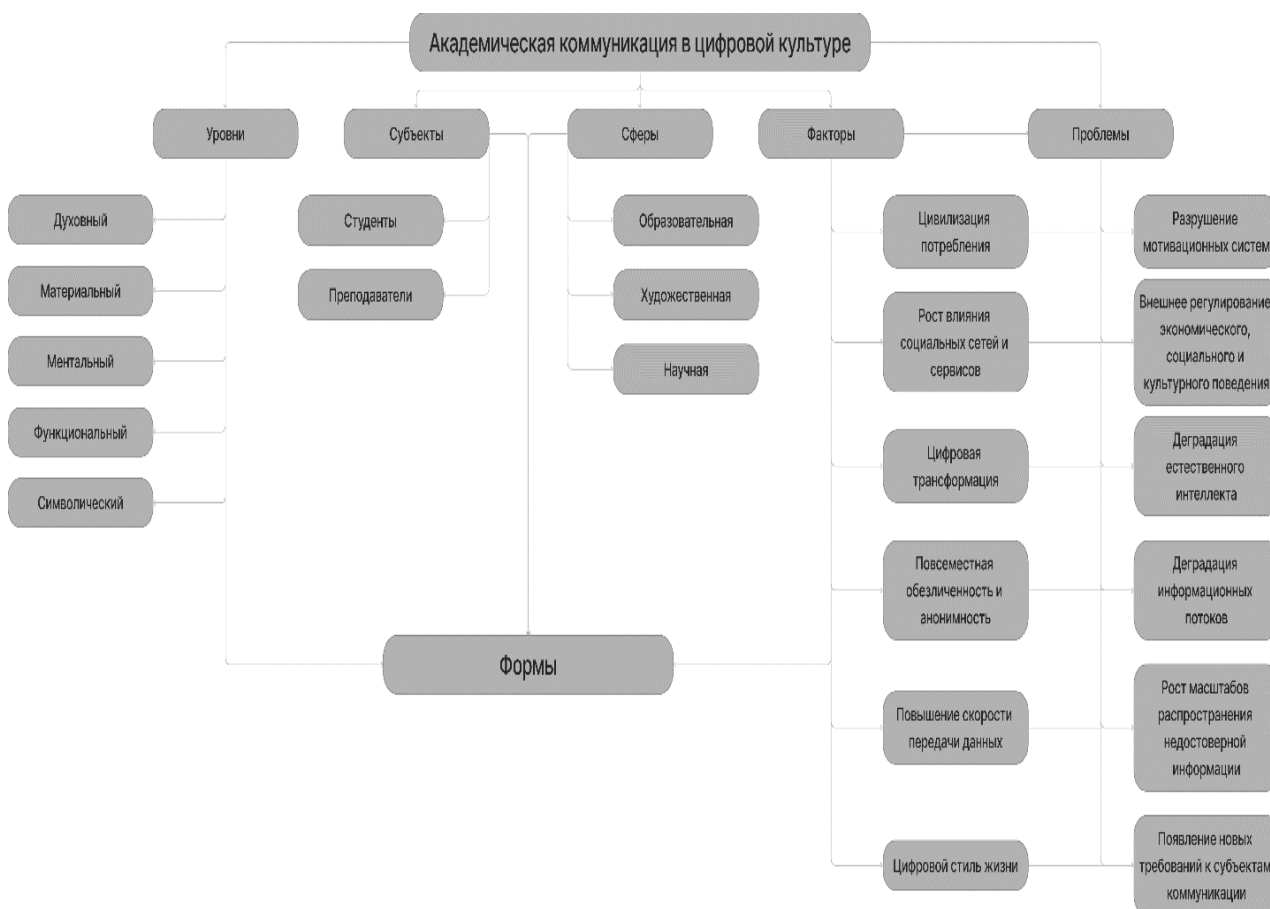 Академическая коммуникация в цифровой культуре
Уровни
Субъекты
Сферы
Факторы
Проблемы
Духовный
Материальный
Ментальный
Функциональный
Символический
Студенты
Преподаватели
Образовательная
Художественная
Научная
Цивилизация
потребления
Рост влияния
социальных сетей и
сервисов
Цифровая
трансформация
Повсеместная
обезличенность и
анонимность
Повышение скорости
передачи данных
Цифровой стиль жизни
Разрушение
мотивационных систем
Внешнее регулирование
экономического,
социального и
культурного поведения
Деградация
естественного
интеллекта
Деградация
информационных
потоков
Рост масштабов
распространения
недостоверной
информации
Появление новых
требований к субъектам
коммуникации
Формы